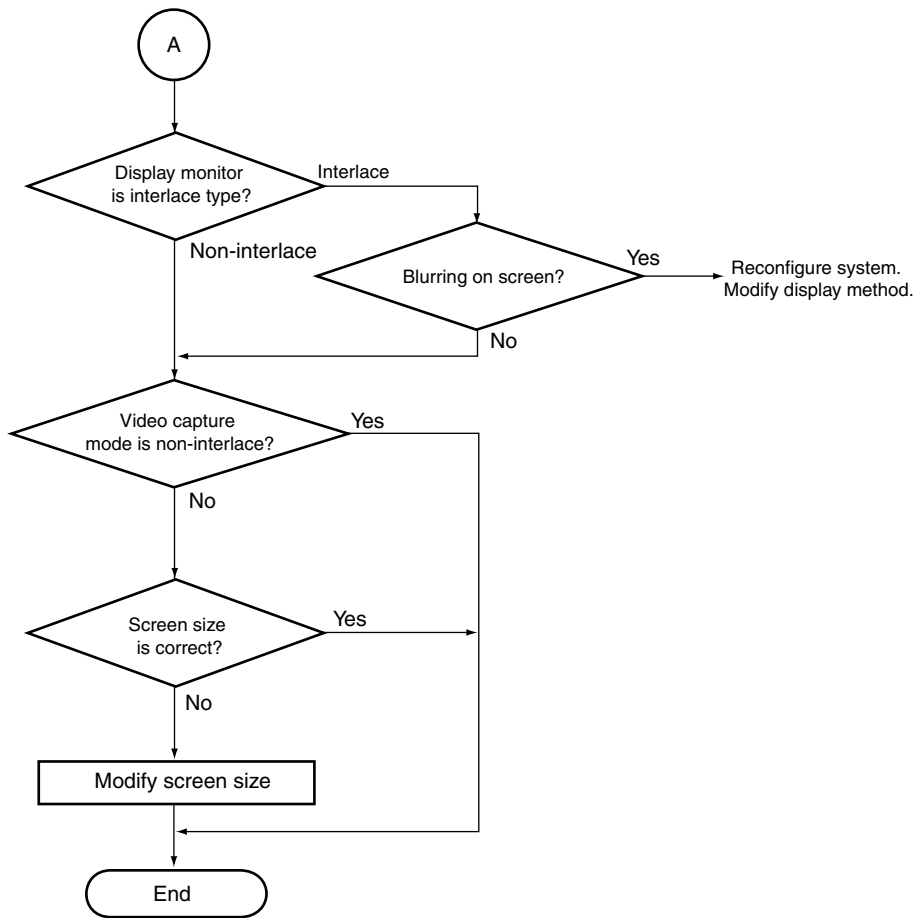 A
Display monitor
is interlace type?
Interlace
Non-interlace
Blurring on screen?
Yes
Reconfigure system.
Modify display method.
No
Video capture
mode is non-interlace?
Yes
No
Screen size
is correct?
Yes
No
Modify screen size
End